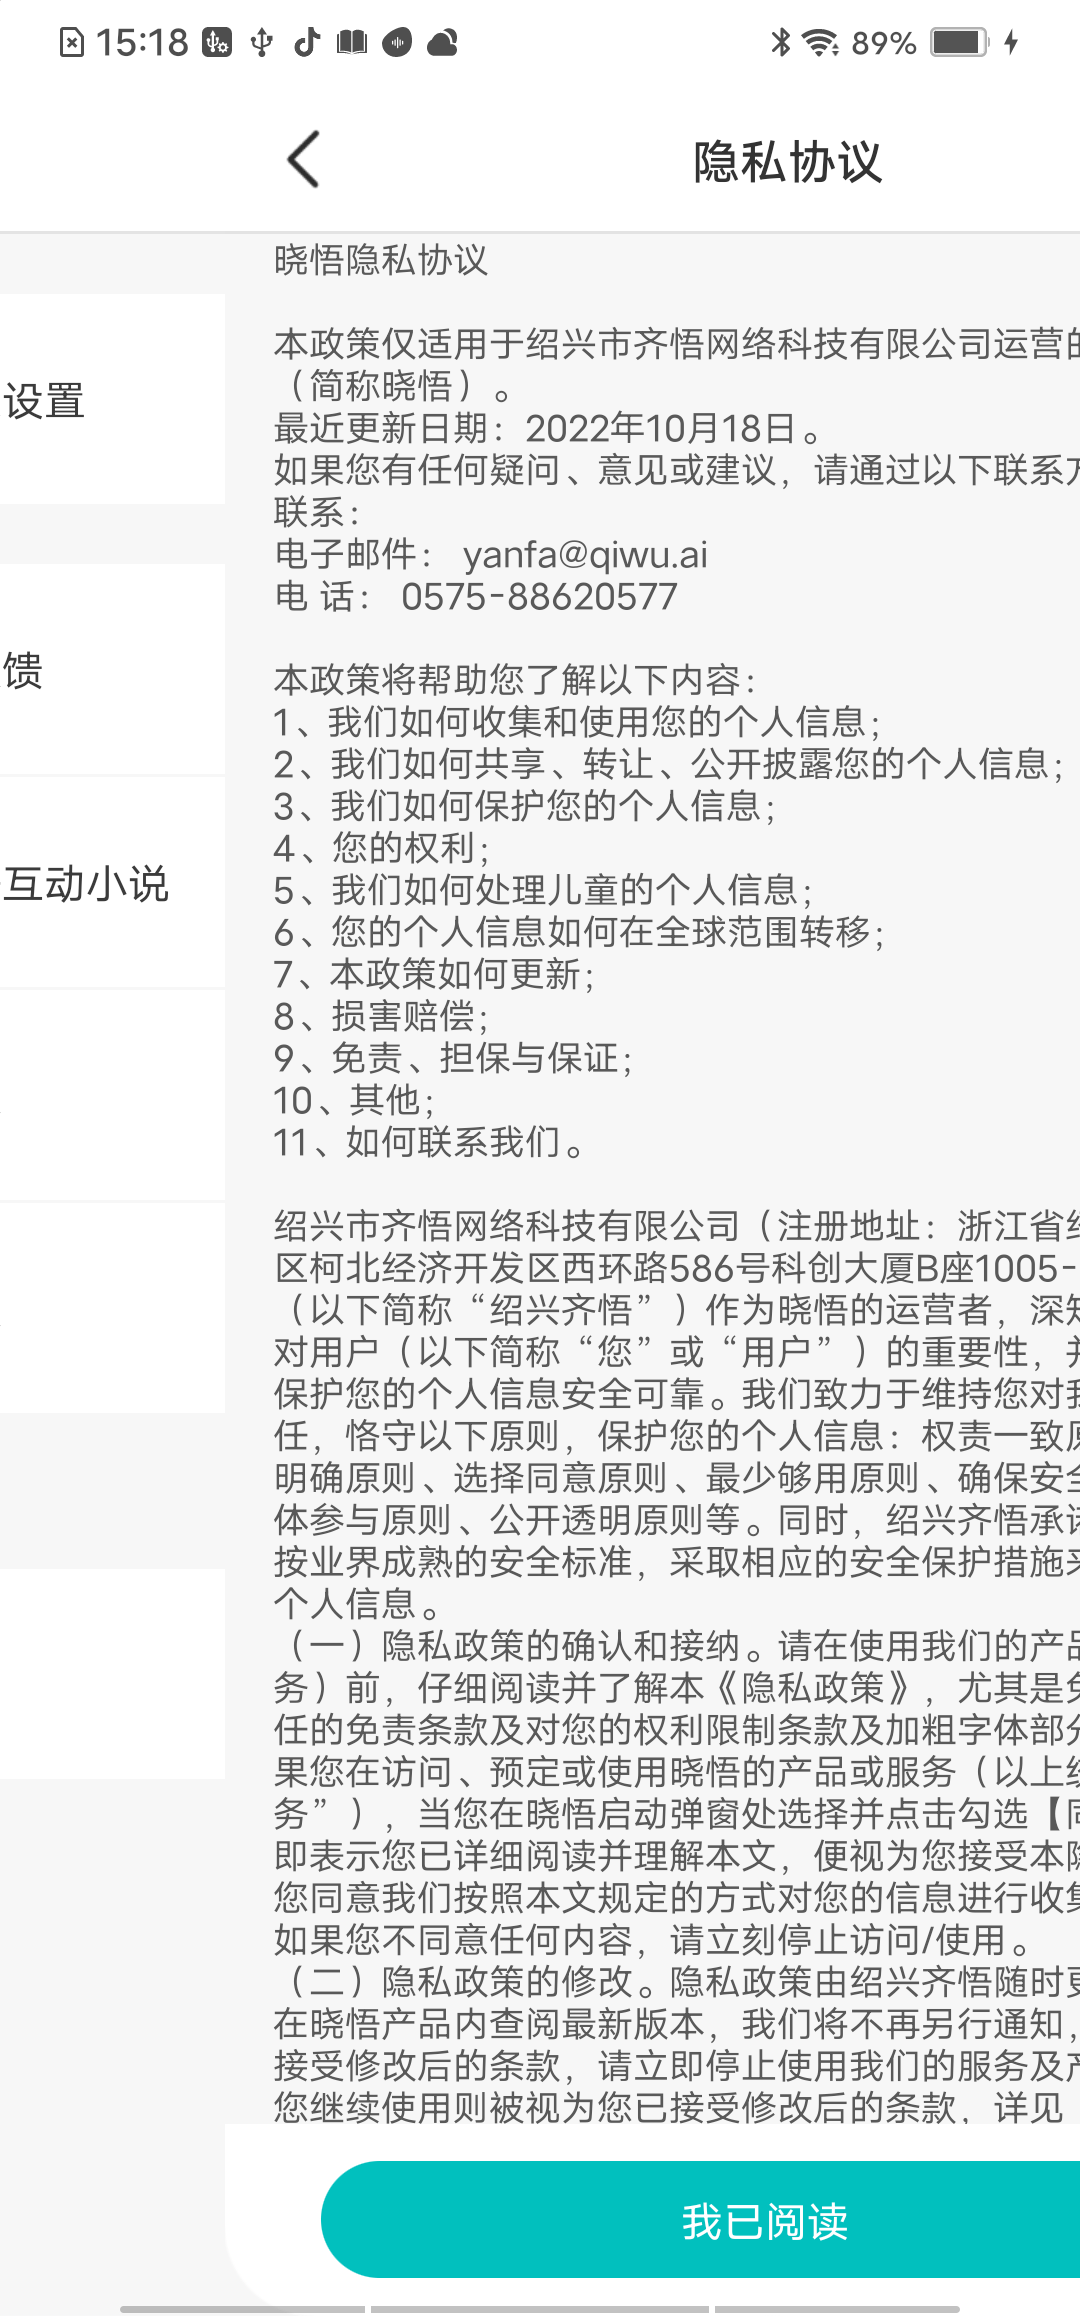 15:18
89%
隐私协议
设置
馈
互动小说
晓悟隐私协议
本政策仅适用于绍兴市齐悟网络科技有限公司运营的
（简称晓悟）。
最近更新日期：2022年10月18日。
如果您有任何疑问、意见或建议，请通过以下联系方
联系：
电子邮件： yanfa@qiwu.ai
电 话： 0575-88620577
本政策将帮助您了解以下内容：
1、我们如何收集和使用您的个人信息；
2、我们如何共享、转让、公开披露您的个人信息；
3、我们如何保护您的个人信息；
4、您的权利；
5、我们如何处理儿童的个人信息；
6、您的个人信息如何在全球范围转移；
7、本政策如何更新；
8、损害赔偿；
9、免责、担保与保证；
10、其他；
11、如何联系我们。
绍兴市齐悟网络科技有限公司（注册地址：浙江省绍
区柯北经济开发区西环路586号科创大厦B座1005-
（以下简称“绍兴齐悟”）作为晓悟的运营者，深知
对用户（以下简称“您”或“用户”）的重要性，并
保护您的个人信息安全可靠。我们致力于维持您对我
任，恪守以下原则，保护您的个人信息：权责一致原
明确原则、选择同意原则、最少够用原则、确保安全
体参与原则、公开透明原则等。同时，绍兴齐悟承诺
按业界成熟的安全标准，采取相应的安全保护措施来
个人信息。
（一）隐私政策的确认和接纳。请在使用我们的产品
务）前，仔细阅读并了解本《隐私政策》，尤其是免
任的免责条款及对您的权利限制条款及加粗字体部分
果您在访问、预定或使用晓悟的产品或服务（以上统
务”），当您在晓悟启动弹窗处选择并点击勾选【同
即表示您已详细阅读并理解本文，便视为您接受本隐
您同意我们按照本文规定的方式对您的信息进行收集
如果您不同意任何内容，请立刻停止访问/使用。
（二）隐私政策的修改。隐私政策由绍兴齐悟随时更
在晓悟产品内查阅最新版本，我们将不再另行通知，
接受修改后的条款，请立即停止使用我们的服务及产
您继续使用则被视为您已接受修改后的条款，详见
我已阅读